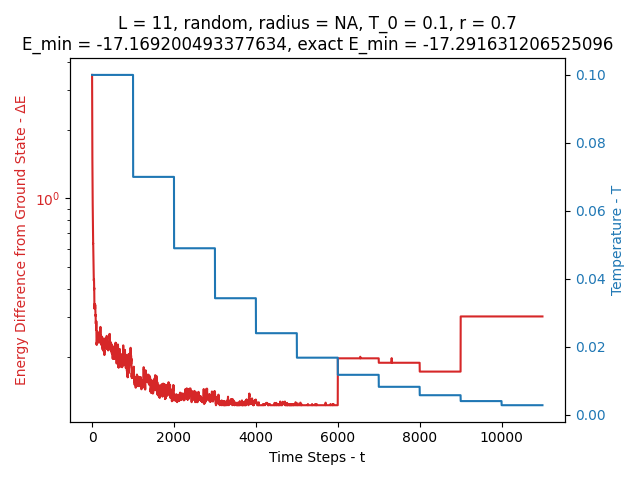 L = 11, random, radius = NA, T_0 = 0.1, r = 0.7
E_min = -17.169200493377634, exact E_min = -17.291631206525096
Energy Difference from Ground State - ΔE
10⁰
0.10
0.08
0.06
0.04
0.02
0.00
Temperature - T
0
2000
4000
6000
8000
10000
Time Steps - t